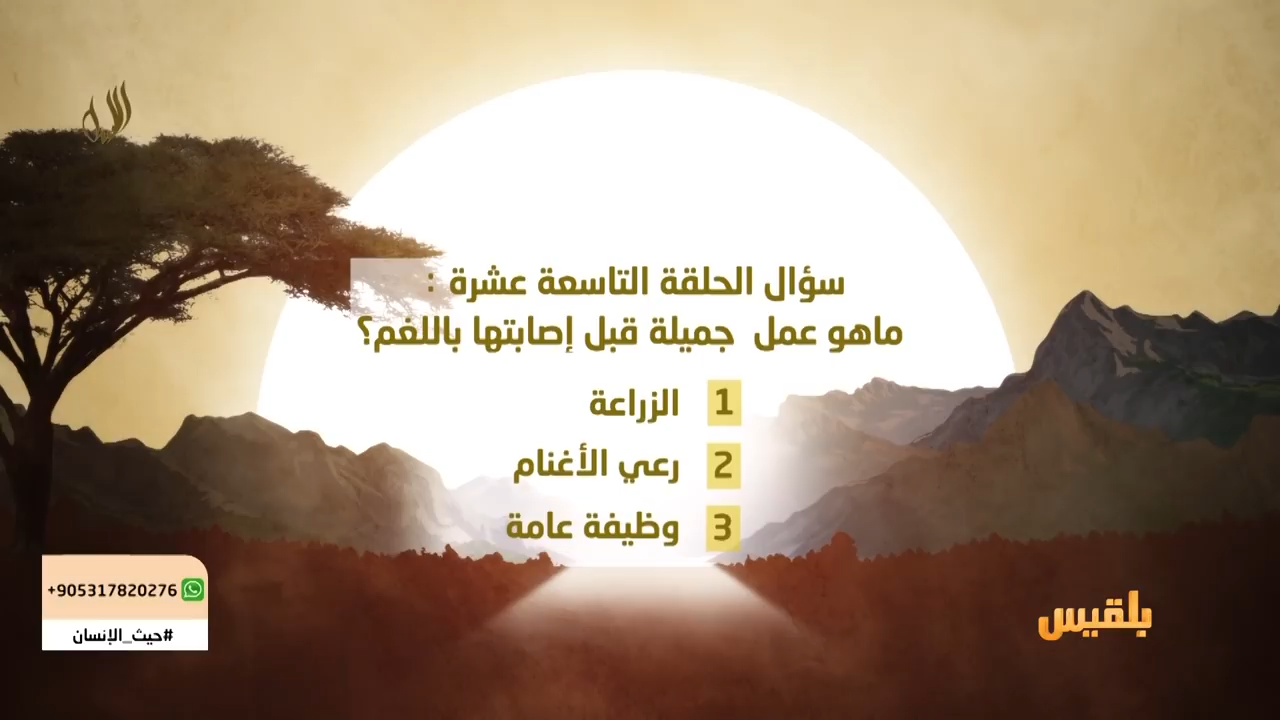 سؤال الحلقة التاسعة عشرة :
ماهو عمل جميلة قبل إصابتها باللغم؟
1 الزراعة
2 رعي الأغنام
3 وظيفة عامة
+905317820276
#حيث_الإنسان
بلقيس